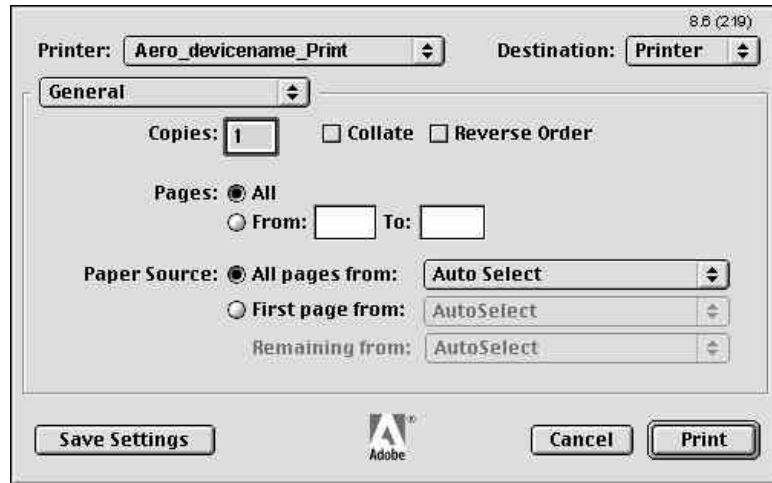 8.6 (219)
Printer: Aero_devicename_Print Destination: Printer
General
Copies: 1 Collate Reverse Order
Pages: All
From: To:
Paper Source: All pages from: Auto Select
First page from: AutoSelect
Remaining from: AutoSelect
Save Settings Adobe® Cancel Print